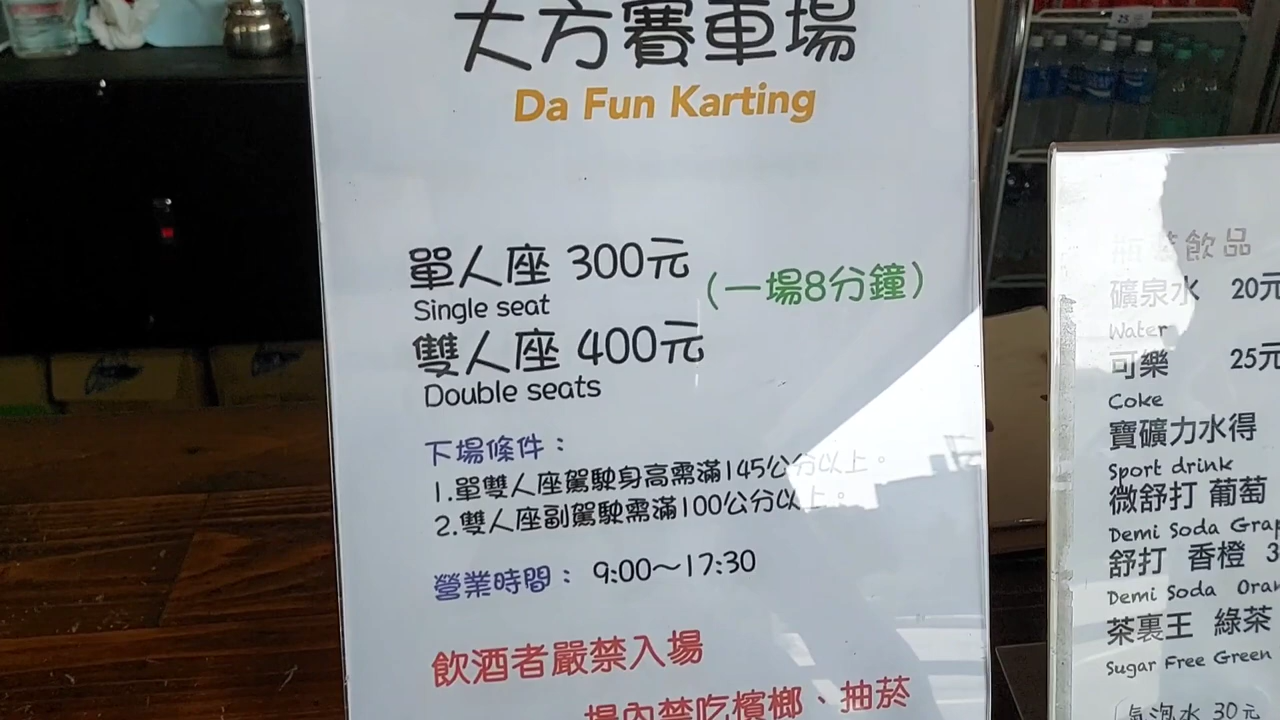 大方賽車場
Da Fun Karting
單人座 300元
Single seat
(一場8分鐘)
雙人座 400元
Double seats
下場條件：
1.單雙人座駕駛身高需滿145公分以上。
2.雙人座副駕駛需滿100公分以上。
營業時間： 9:00～17:30
飲酒者嚴禁入場
場內禁吃檳榔、抽菸
瓶裝飲品
礦泉水 20元
Water
可樂 25元
Coke
寶礦力水得
Sport drink
微舒打 葡萄
Demi Soda Grap
舒打 香橙 3
Demi Soda Oran
茶裏王 綠茶
Sugar Free Green
氣泡水 30元
25